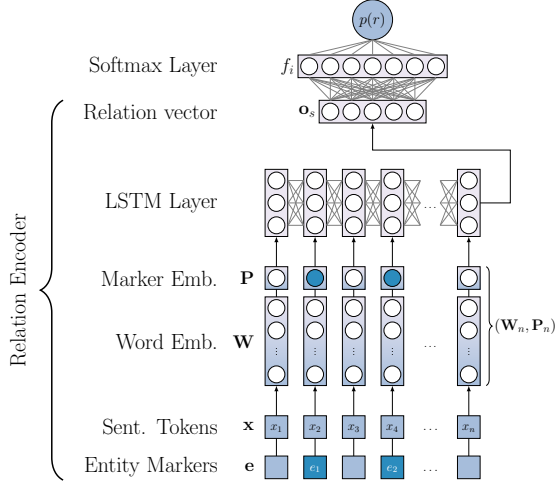 p(r)
Softmax Layer f_i
Relation vector o_s
LSTM Layer ...
Marker Emb. P
Word Emb. W ⋮ ⋮ ⋮ ⋮ ... ⋮ (W_n, P_n)
Sent. Tokens x x_1 x_2 x_3 x_4 ... x_n
Entity Markers e e_1 e_2 ...
Relation Encoder